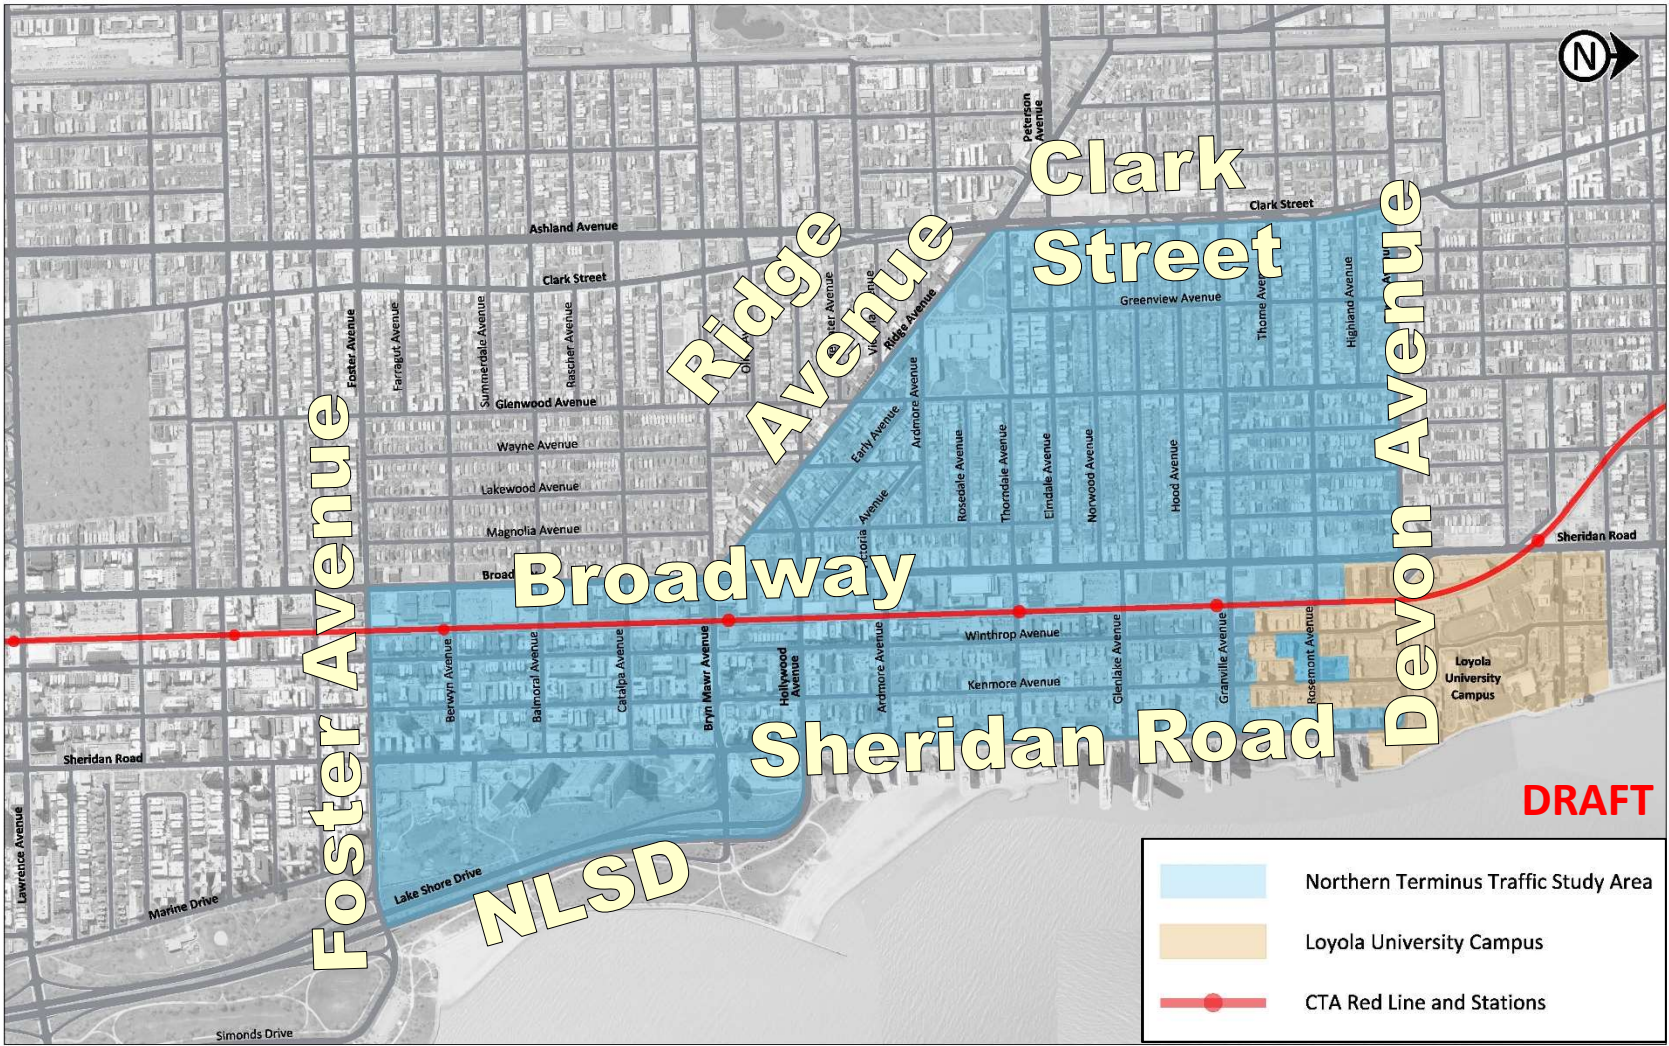 N
Peterson
Avenue
Clark
Street
Clark Street
Ashland Avenue
Clark Street
Ridge
Avenue
Ridge Avenue
Greenview Avenue
Highland Avenue
Foster Avenue
Farragut Avenue
Summerdale Avenue
Rascher Avenue
Glenwood Avenue
Wayne Avenue
Lakewood Avenue
Magnolia Avenue
Early Avenue
Ardmore Avenue
Avenue
Rosedale Avenue
Thorndale Avenue
Elmdale Avenue
Norwood Avenue
Hood Avenue
Devon Avenue
Sheridan Road
Foster Avenue
Broadway
Winthrop Avenue
Kenmore Avenue
Berwyn Avenue
Balmoral Avenue
Catalpa Avenue
Bryn Mawr Avenue
Hollywood
Avenue
Ardmore Avenue
Glenlake Avenue
Granville Avenue
Rosemont Avenue
Loyola
University
Campus
Sheridan Road
Sheridan Road
Lawrence Avenue
Marine Drive
Lake Shore Drive
NLSD
Simonds Drive
DRAFT
Northern Terminus Traffic Study Area
Loyola University Campus
CTA Red Line and Stations